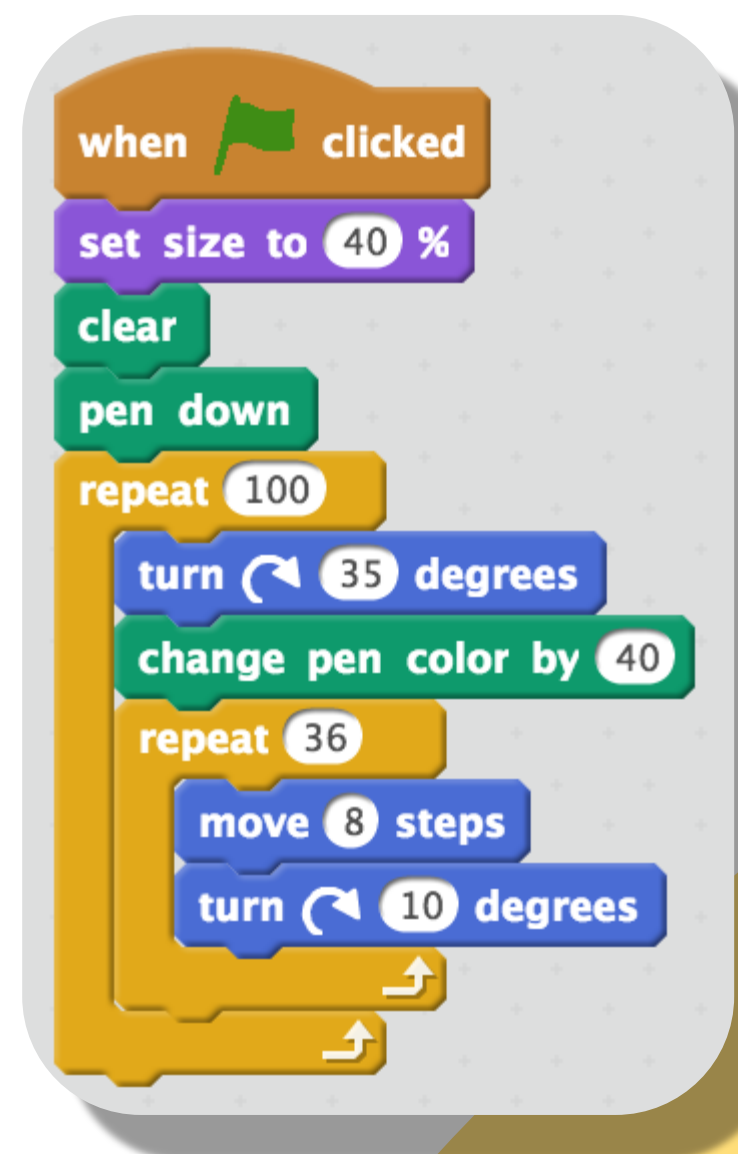 when clicked
set size to 40 %
clear
pen down
repeat 100
turn 35 degrees
change pen color by 40
repeat 36
move 8 steps
turn 10 degrees